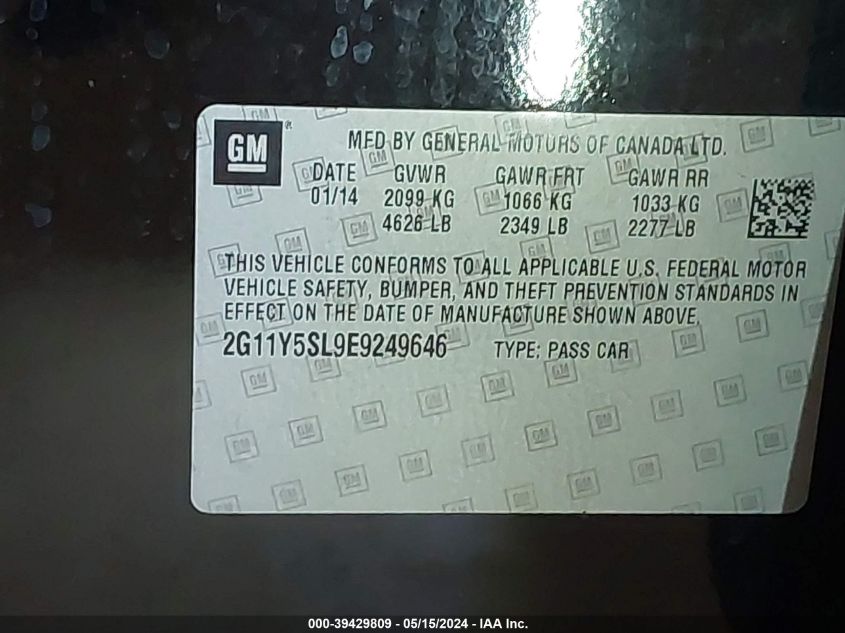 GM ®
MFD BY GENERAL MOTORS OF CANADA LTD.
DATE GVWR GAWR FRT GAWR RR
01/14 2099 KG 1066 KG 1033 KG
4626 LB 2349 LB 2277 LB
THIS VEHICLE CONFORMS TO ALL APPLICABLE U.S. FEDERAL MOTOR
VEHICLE SAFETY, BUMPER, AND THEFT PREVENTION STANDARDS IN
EFFECT ON THE DATE OF MANUFACTURE SHOWN ABOVE.
2G11Y5SL9E9249646 TYPE: PASS CAR
000-39429809 - 05/15/2024 - IAA Inc.